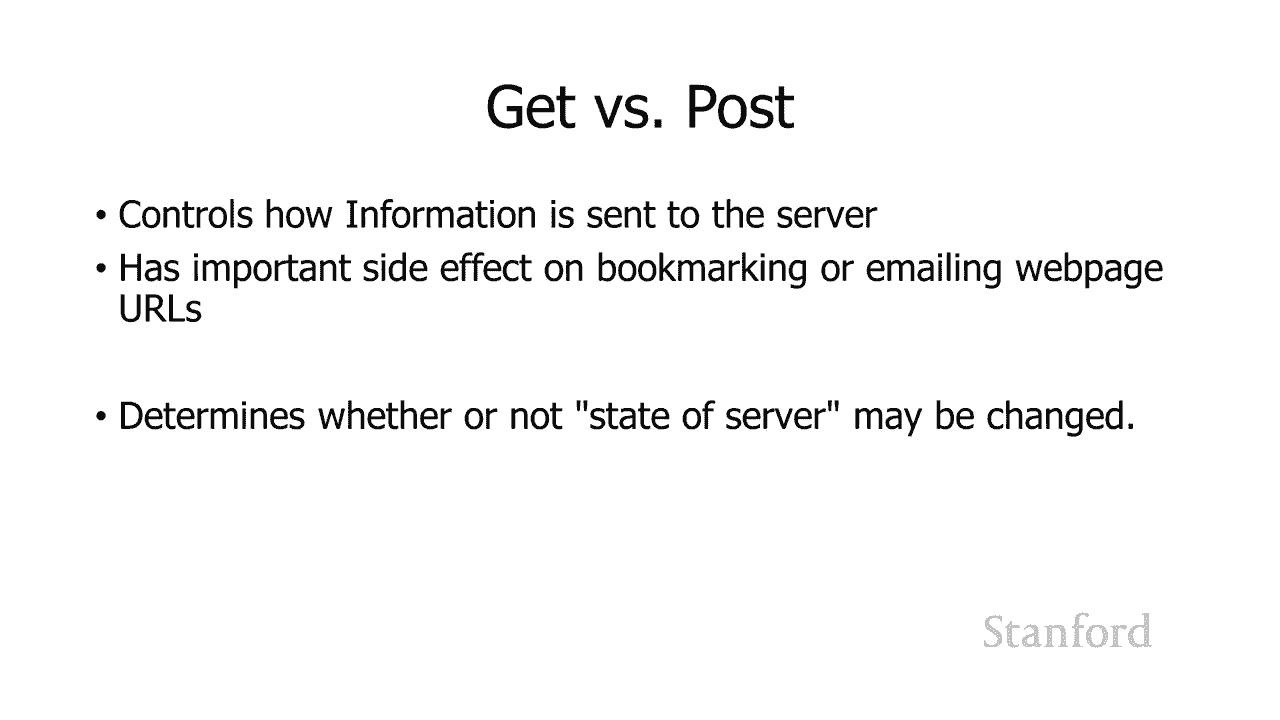 Get vs. Post
• Controls how Information is sent to the server
• Has important side effect on bookmarking or emailing webpage
URLs
• Determines whether or not "state of server" may be changed.
Stanford